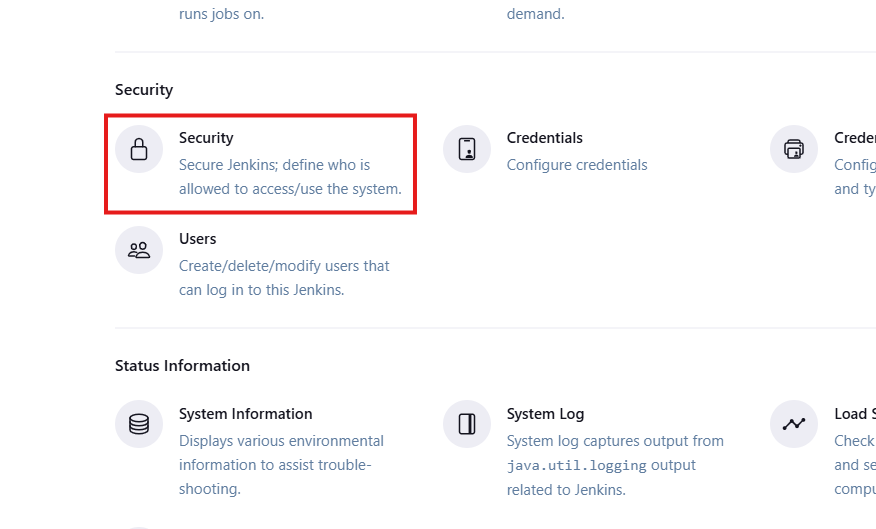 runs jobs on.
demand.
Security
Security
Secure Jenkins; define who is
allowed to access/use the system.
Credentials
Configure credentials
Creder
Config
and ty
Users
Create/delete/modify users that
can log in to this Jenkins.
Status Information
System Information
Displays various environmental
information to assist trouble-
shooting.
System Log
System log captures output from
java.util.logging output
related to Jenkins.
Load S
Check
and se
compu